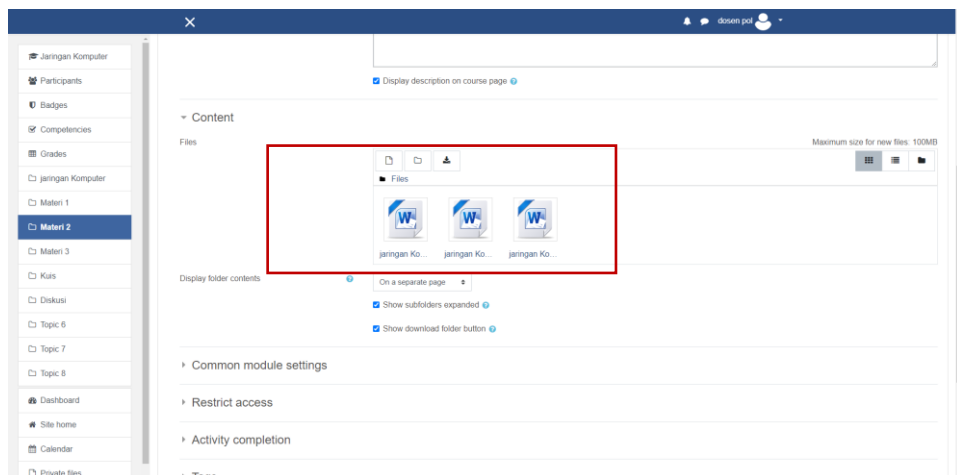 dosen pol
Jaringan Komputer
Participants
Badges
Competencies
Grades
jaringan Komputer
Materi 1
Materi 2
Materi 3
Kuis
Diskusi
Topic 6
Topic 7
Topic 8
Dashboard
Site home
Calendar
Private files
Display description on course page
Content
Files
Maximum size for new files: 100MB
Files
jaringan Ko... jaringan Ko... jaringan Ko...
Display folder contents
On a separate page
Show subfolders expanded
Show download folder button
Common module settings
Restrict access
Activity completion
Tags